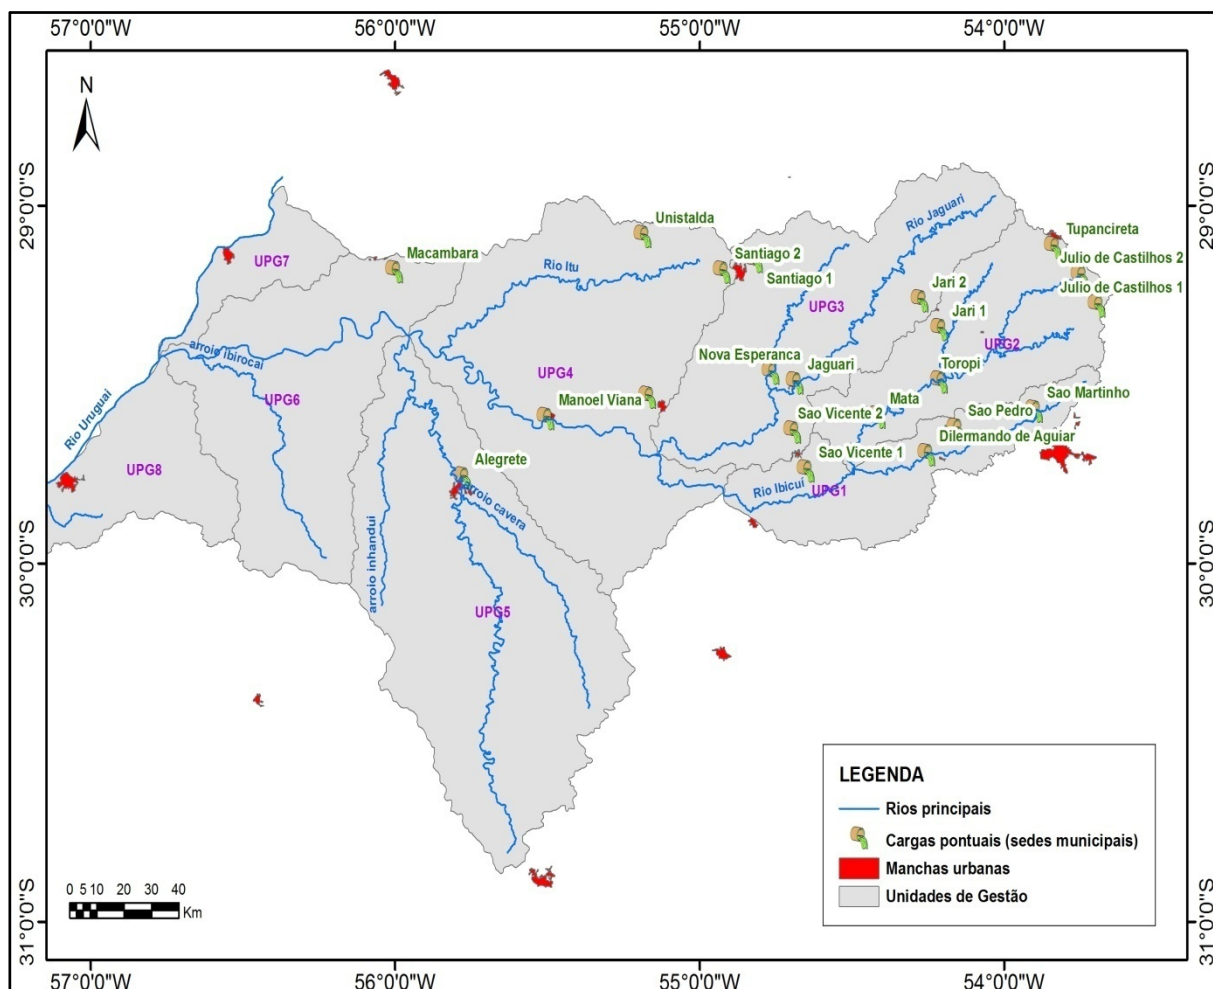 57°0'0"W
56°0'0"W
55°0'0"W
54°0'0"W
N
29°0'0"S
29°0'0"S
Rio Jaguari
Unistalda
Tupancireta
Macambara
Santiago 2
Julio de Castilhos 2
UPG7
Rio Itu
Santiago 1
Jari 2
Julio de Castilhos 1
UPG3
Jari 1
arroio Ibirocai
Nova Esperanca
Jaguari
UPG2
UPG4
Toropi
Rio Uruguai
UPG6
Manoel Viana
Mata
Sao Martinho
Sao Vicente 2
Sao Pedro
Dilermando de Aguiar
Alegrete
Sao Vicente 1
UPG8
arroio cavera
Rio Ibicuí
UPG1
30°0'0"S
30°0'0"S
arroio inhandui
UPG5
LEGENDA
Rios principais
Cargas pontuais (sedes municipais)
Manchas urbanas
Unidades de Gestão
0 5 10 20 30 40
Km
31°0'0"S
31°0'0"S
57°0'0"W
56°0'0"W
55°0'0"W
54°0'0"W